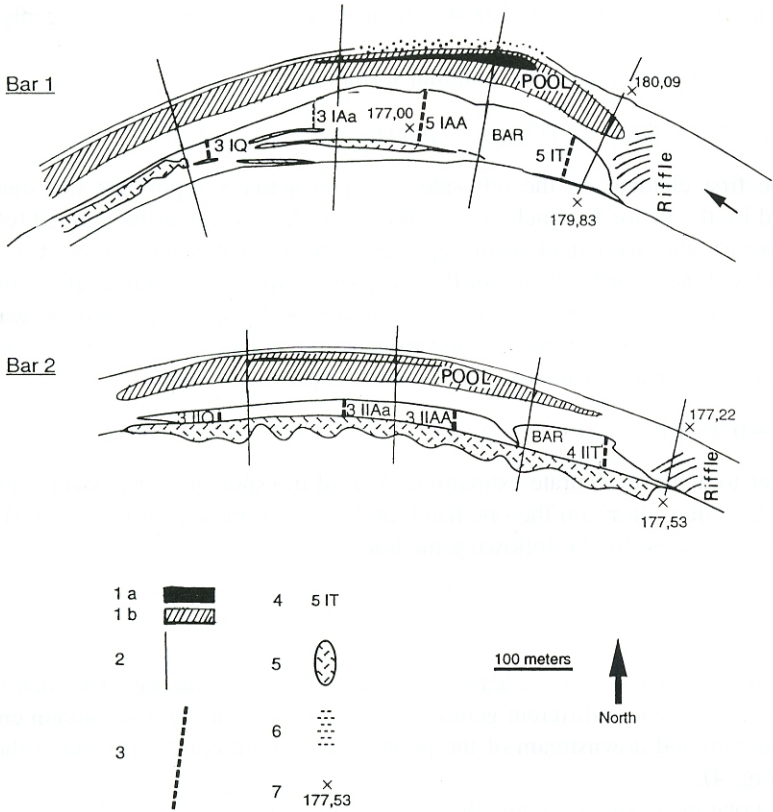 Bar 1
180,09
POOL
3 IAa
177,00
5 IAA
BAR
3 IQ
5 IT
Riffle
179,83
Bar 2
POOL
177,22
3 IIQ
3 IIAa
3 IIAA
BAR
4 IIT
Riffle
177,53
1 a
1 b
2
3
4
5 IT
5
6
7
177,53
100 meters
North